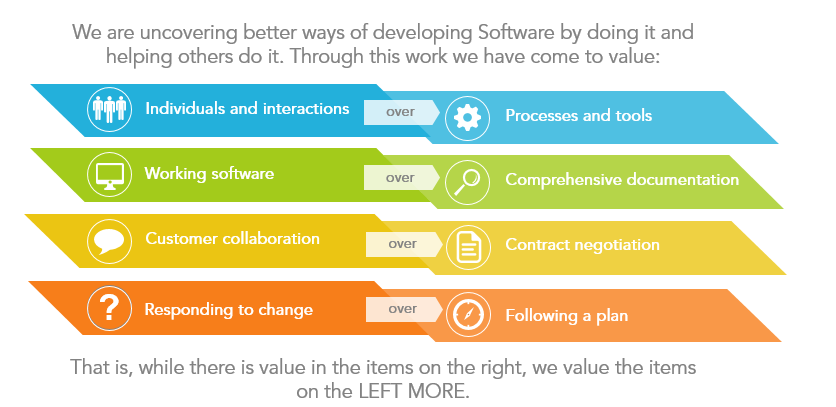 We are uncovering better ways of developing Software by doing it and
helping others do it. Through this work we have come to value:
Individuals and interactions over Processes and tools
Working software over Comprehensive documentation
Customer collaboration over Contract negotiation
Responding to change over Following a plan
That is, while there is value in the items on the right, we value the items
on the LEFT MORE.